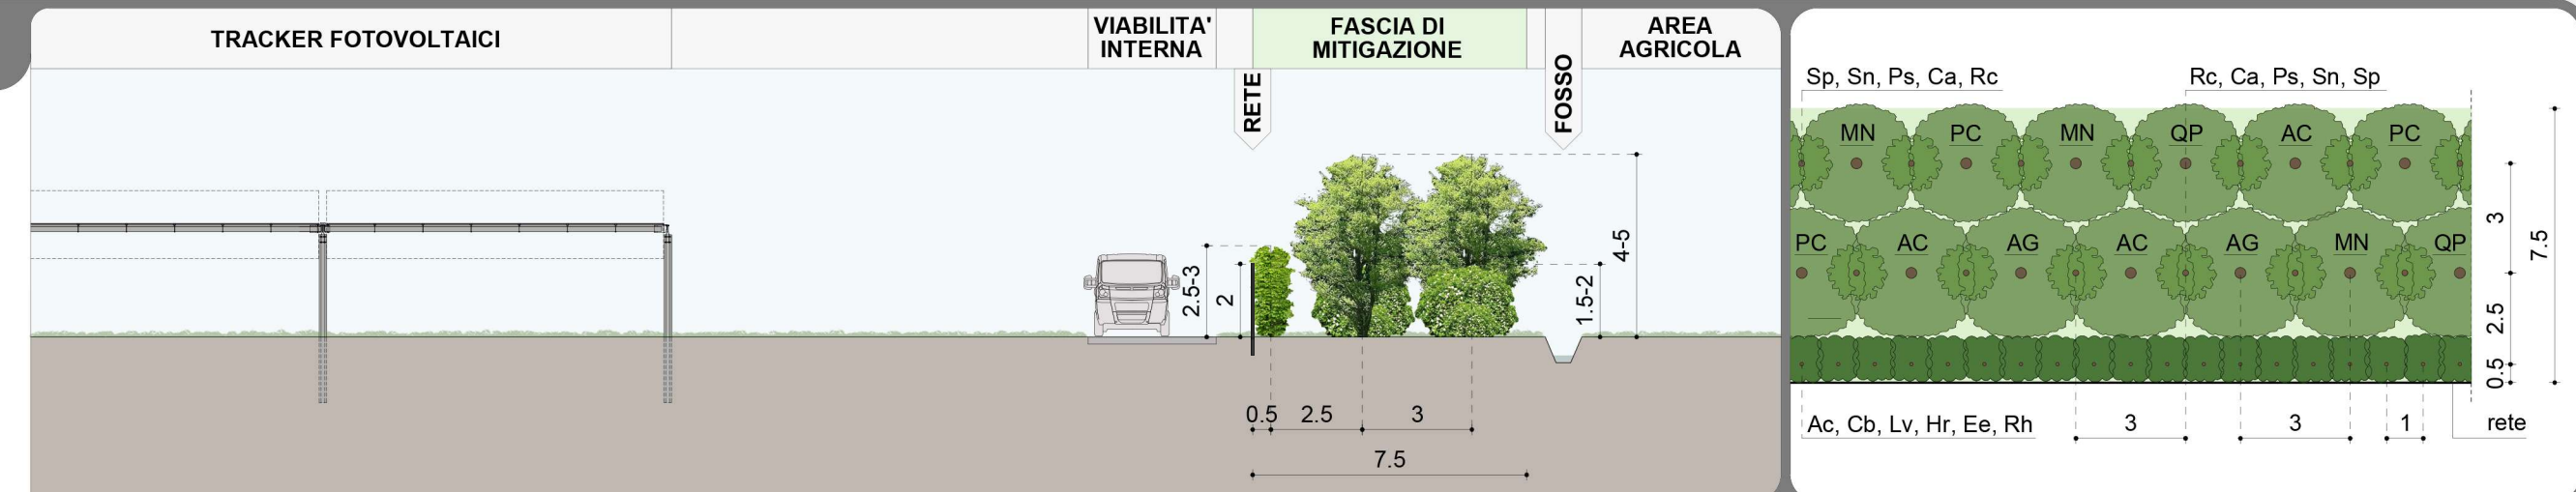 TRACKER FOTOVOLTAICI
VIABILITA'
INTERNA
FASCIA DI
MITIGAZIONE
AREA
AGRICOLA
RETE
FOSSO
2.5-3
2
1.5-2
4-5
0.5 2.5 3
7.5
Sp, Sn, Ps, Ca, Rc
Rc, Ca, Ps, Sn, Sp
MN PC MN QP AC PC
PC AC AG AC AG MN QP
3
2.5
0.5
7.5
Ac, Cb, Lv, Hr, Ee, Rh
3 3 1 rete